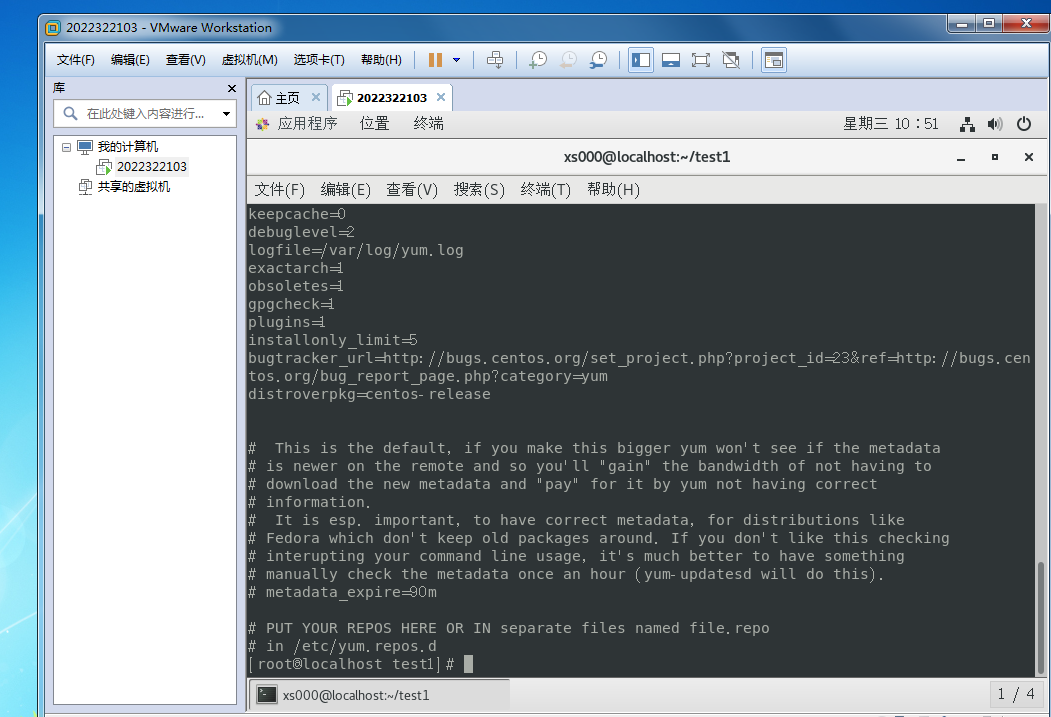 2022322103 - VMware Workstation
文件(F) 编辑(E) 查看(V) 虚拟机(M) 选项卡(T) 帮助(H)
库
在此处键入内容进行...
我的计算机
2022322103
共享的虚拟机
主页 2022322103
应用程序 位置 终端 星期三 10：51
xs000@localhost:~/test1
文件(F) 编辑(E) 查看(V) 搜索(S) 终端(T) 帮助(H)
keepcache=0
debuglevel=2
logfile=/var/log/yum.log
exactarch=1
obsoletes=1
gpgcheck=1
plugins=1
installonly_limit=5
bugtracker_url=http://bugs.centos.org/set_project.php?project_id=23&ref=http://bugs.cen
tos.org/bug_report_page.php?category=yum
distroverpkg=centos-release
#  This is the default, if you make this bigger yum won't see if the metadata
# is newer on the remote and so you'll "gain" the bandwidth of not having to
# download the new metadata and "pay" for it by yum not having correct
# information.
#  It is esp. important, to have correct metadata, for distributions like
# Fedora which don't keep old packages around. If you don't like this checking
# interupting your command line usage, it's much better to have something
# manually check the metadata once an hour (yum-updatesd will do this).
# metadata_expire=90m
# PUT YOUR REPOS HERE OR IN separate files named file.repo
# in /etc/yum.repos.d
[root@localhost test1]#
xs000@localhost:~/test1
1 / 4